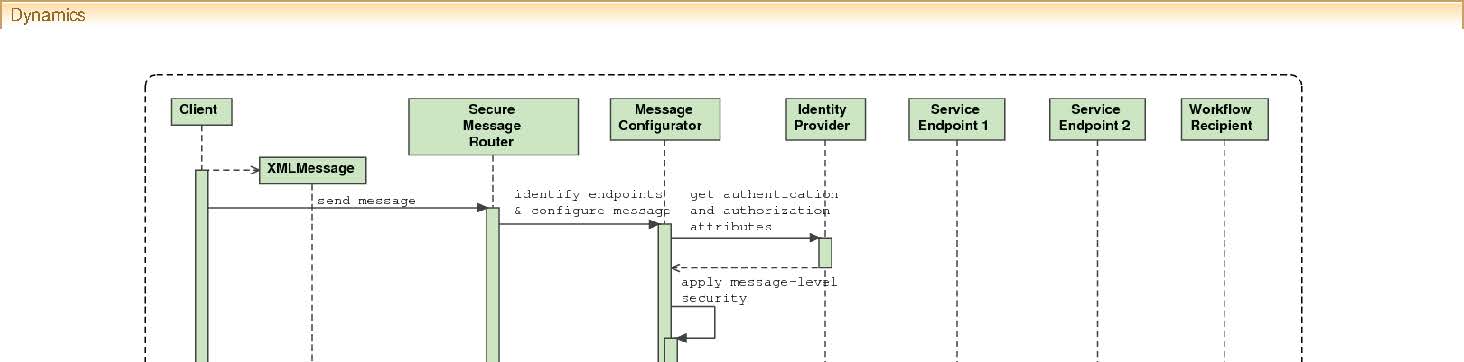 Dynamics
Client
Secure
Message
Router
Message
Configurator
Identity
Provider
Service
Endpoint 1
Service
Endpoint 2
Workflow
Recipient
XMLMessage
send message
identify endpoints
& configure message
get authentication
and authorization
attributes
apply message-level
security